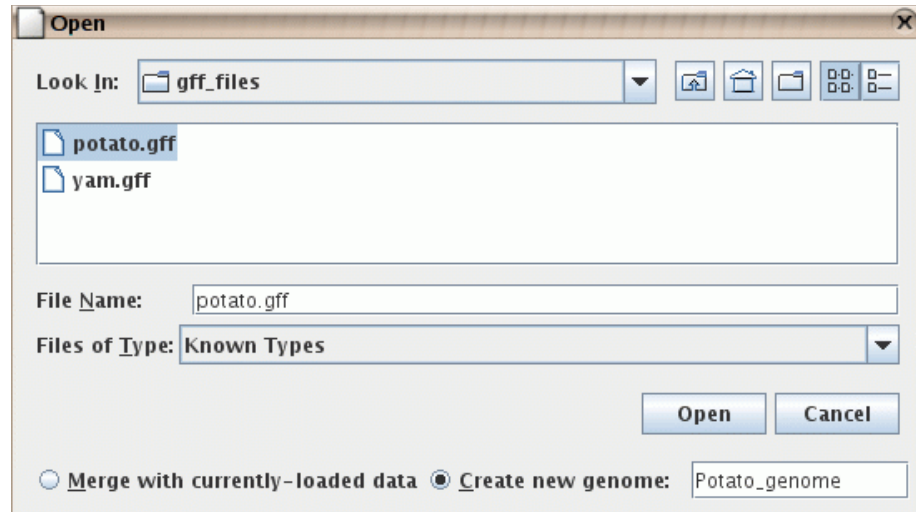 Open
Look In: gff_files
potato.gff
yam.gff
File Name: potato.gff
Files of Type: Known Types
Open Cancel
Merge with currently-loaded data Create new genome: Potato_genome